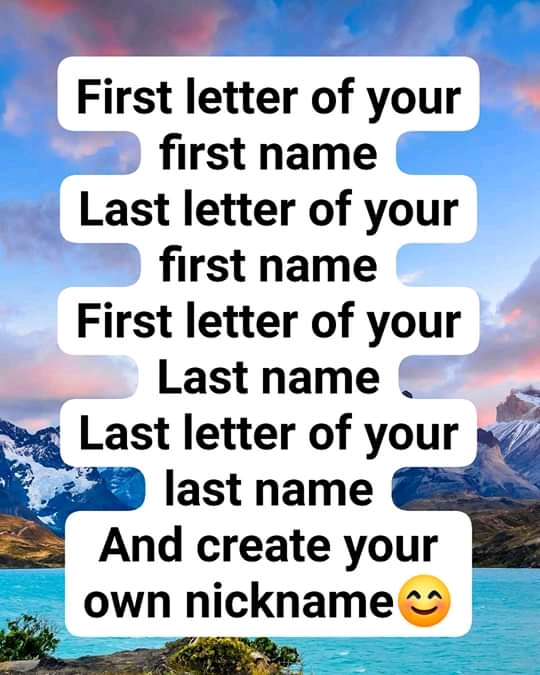 First letter of your
first name
Last letter of your
first name
First letter of your
Last name
Last letter of your
last name
And create your
own nickname😊